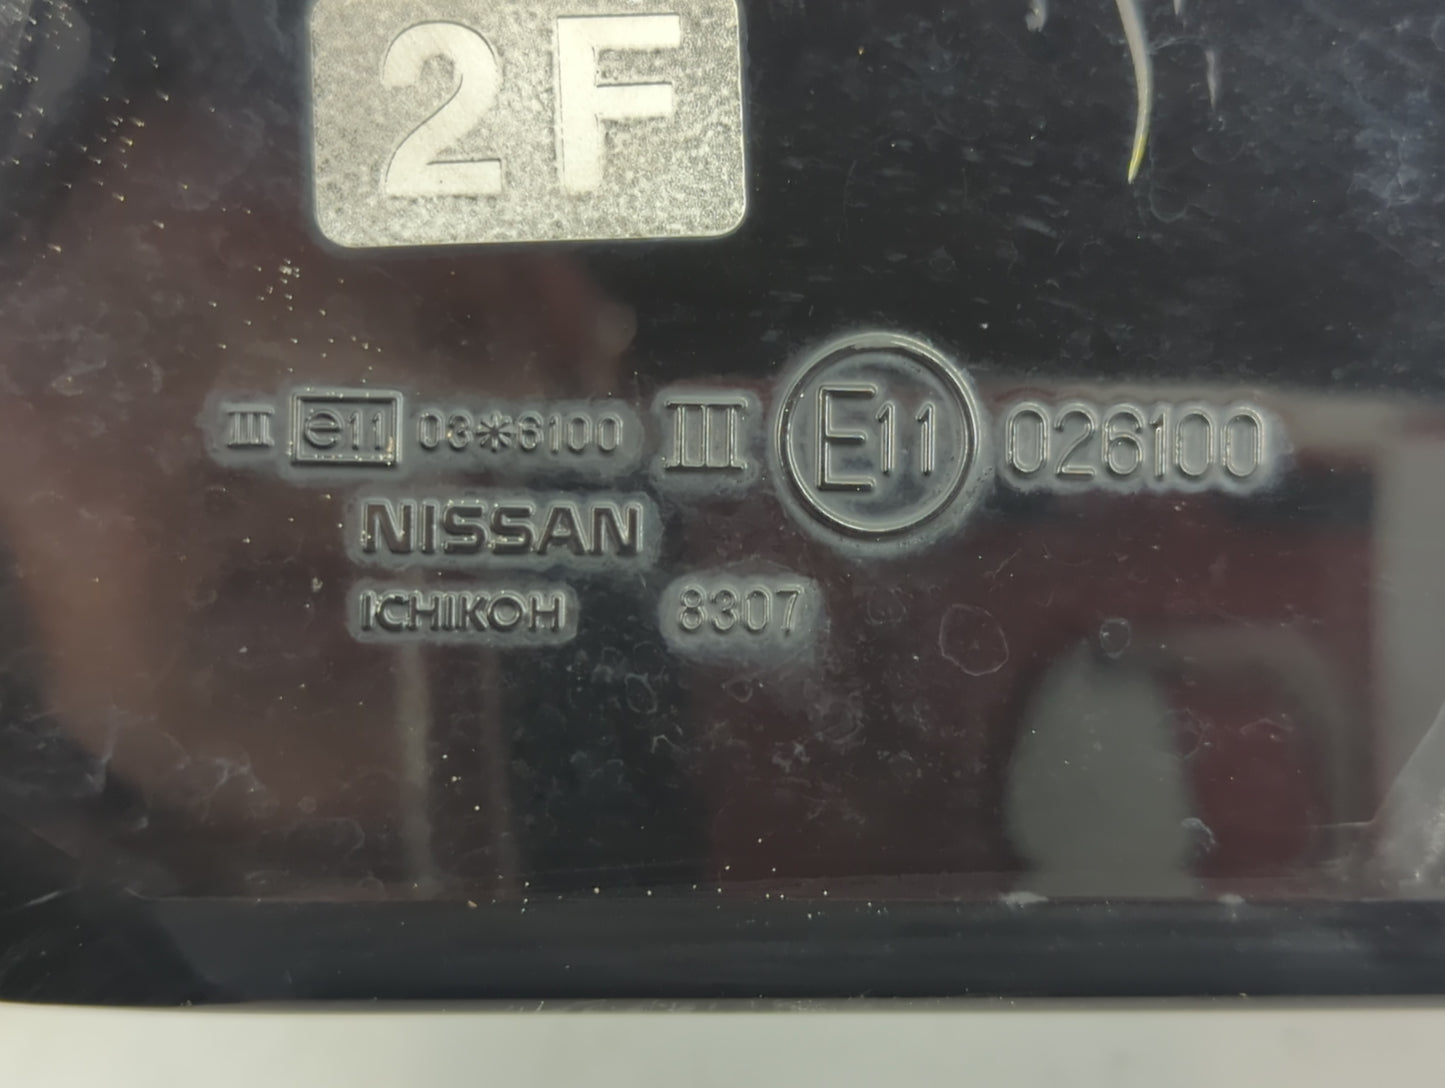 2F
III e11 03*6100 III E11 026100
NISSAN
ICHIKOH 8307